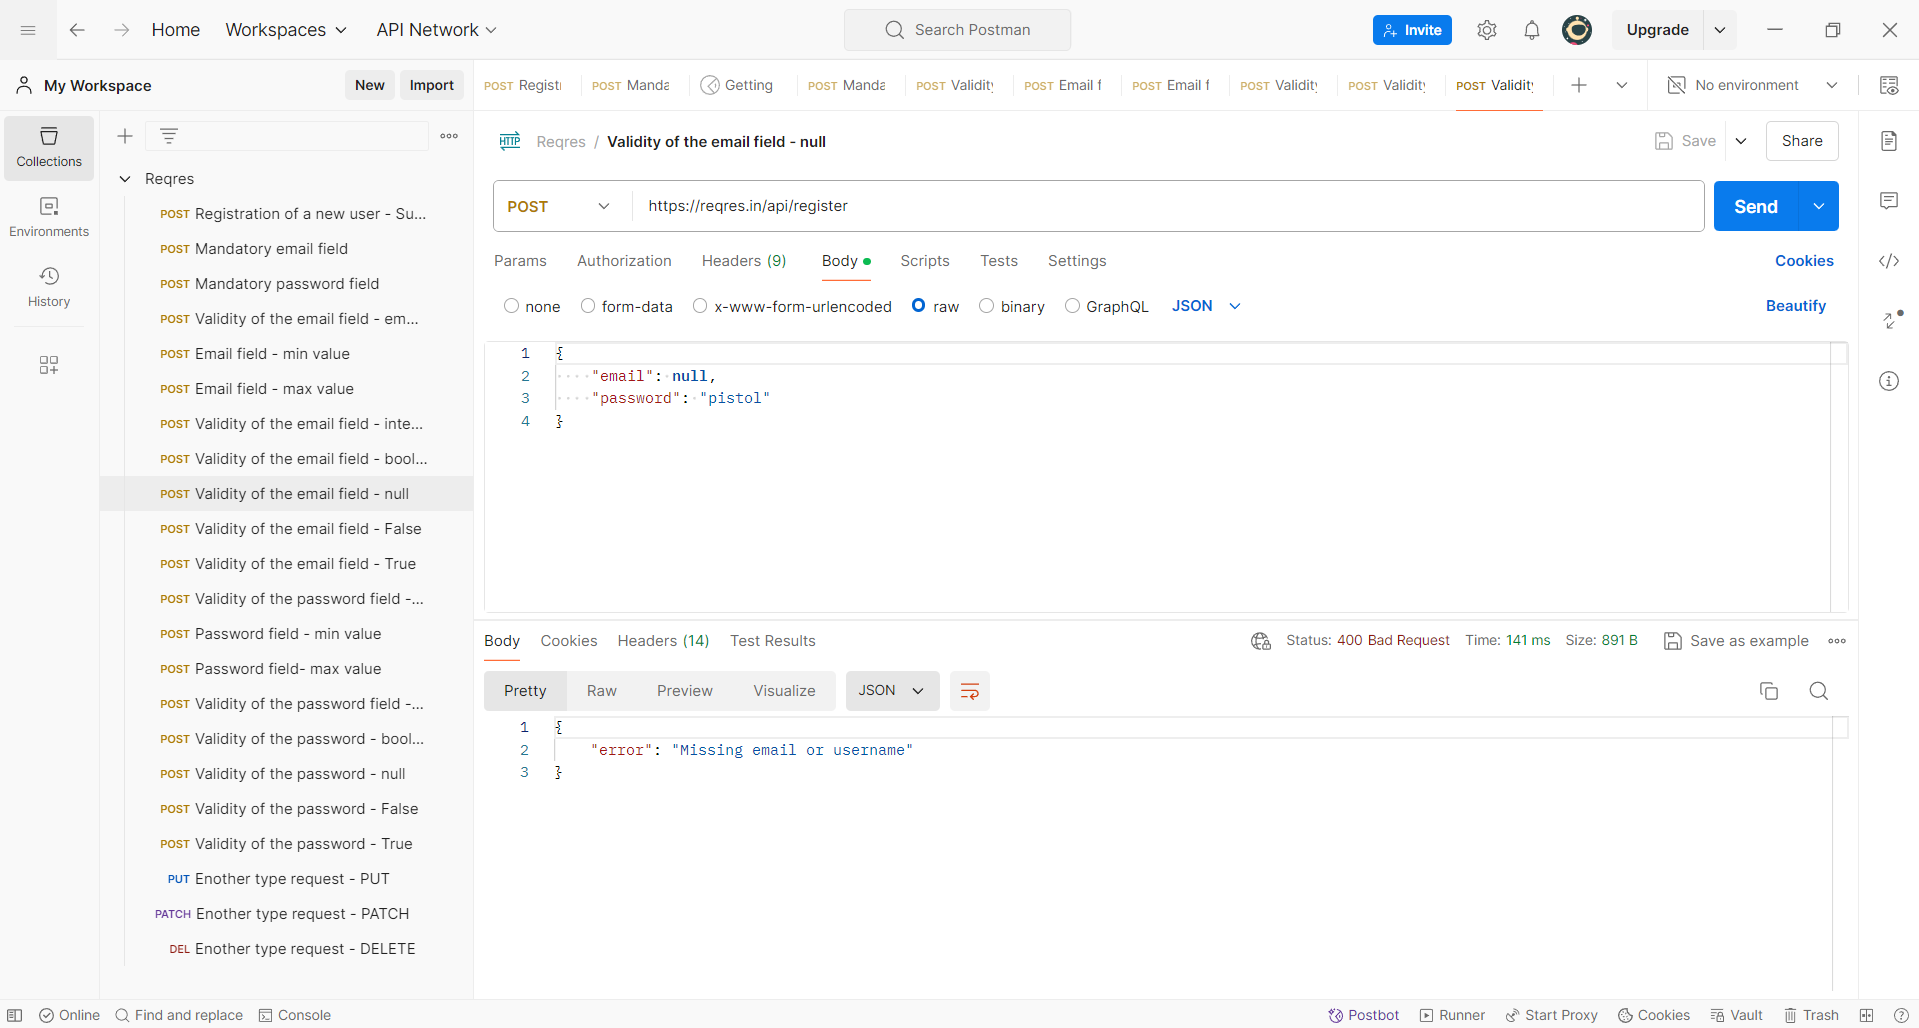 Home Workspaces API Network Search Postman Invite Upgrade
My Workspace New Import
POST Registr POST Manda Getting POST Manda POST Validity POST Email f POST Email f POST Validity POST Validity POST Validity No environment
Collections
Environments
History
Reqres
POST Registration of a new user - Su...
POST Mandatory email field
POST Mandatory password field
POST Validity of the email field - em...
POST Email field - min value
POST Email field - max value
POST Validity of the email field - inte...
POST Validity of the email field - bool...
POST Validity of the email field - null
POST Validity of the email field - False
POST Validity of the email field - True
POST Validity of the password field -...
POST Password field - min value
POST Password field- max value
POST Validity of the password field -...
POST Validity of the password - bool...
POST Validity of the password - null
POST Validity of the password - False
POST Validity of the password - True
PUT Enother type request - PUT
PATCH Enother type request - PATCH
DEL Enother type request - DELETE
HTTP Reqres / Validity of the email field - null Save Share
POST https://reqres.in/api/register Send
Params Authorization Headers (9) Body Scripts Tests Settings Cookies
none form-data x-www-form-urlencoded raw binary GraphQL JSON Beautify
1 {
2 "email": null,
3 "password": "pistol"
4 }
Body Cookies Headers (14) Test Results Status: 400 Bad Request Time: 141 ms Size: 891 B Save as example
Pretty Raw Preview Visualize JSON
1 {
2 "error": "Missing email or username"
3 }
Online Find and replace Console Postbot Runner Start Proxy Cookies Vault Trash